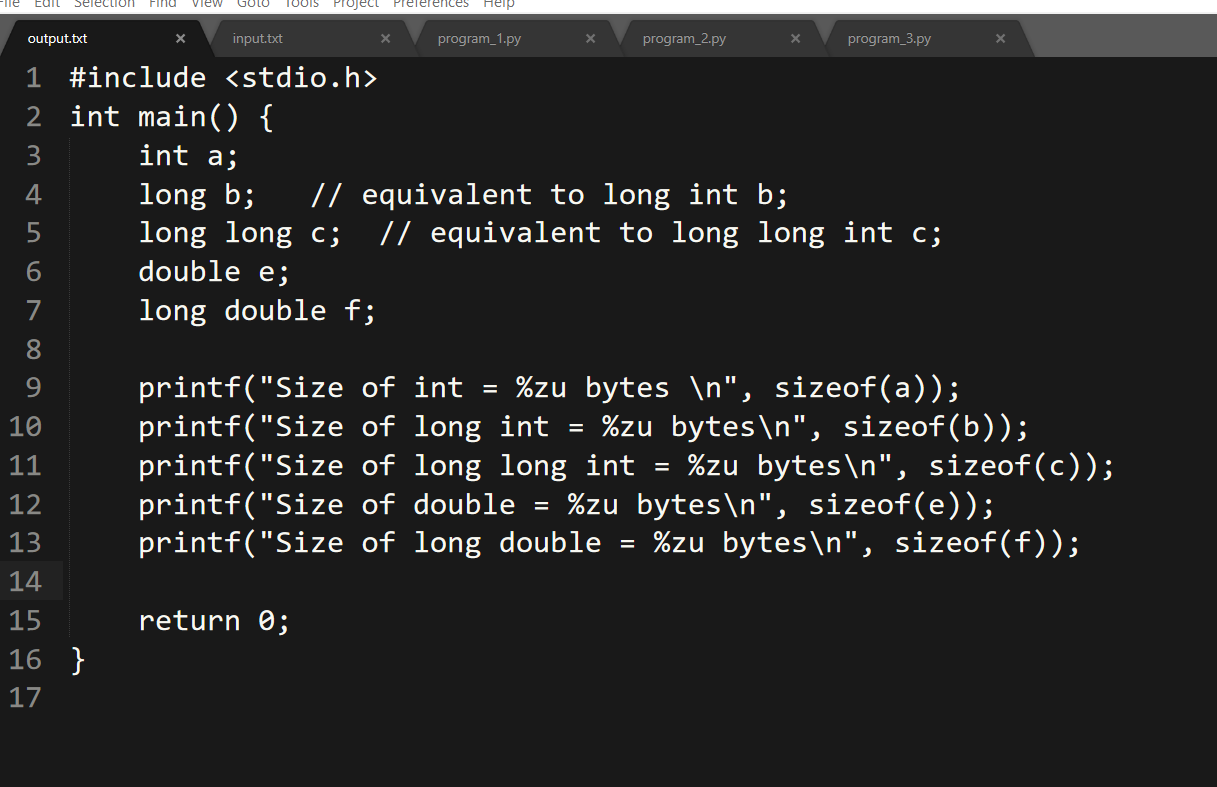 File Edit Selection Find View Goto Tools Project Preferences Help
output.txt × input.txt × program_1.py × program_2.py × program_3.py ×
1 #include <stdio.h>
2 int main() {
3     int a;
4     long b;   // equivalent to long int b;
5     long long c;  // equivalent to long long int c;
6     double e;
7     long double f;
8
9     printf("Size of int = %zu bytes \n", sizeof(a));
10     printf("Size of long int = %zu bytes\n", sizeof(b));
11     printf("Size of long long int = %zu bytes\n", sizeof(c));
12     printf("Size of double = %zu bytes\n", sizeof(e));
13     printf("Size of long double = %zu bytes\n", sizeof(f));
14
15     return 0;
16 }
17